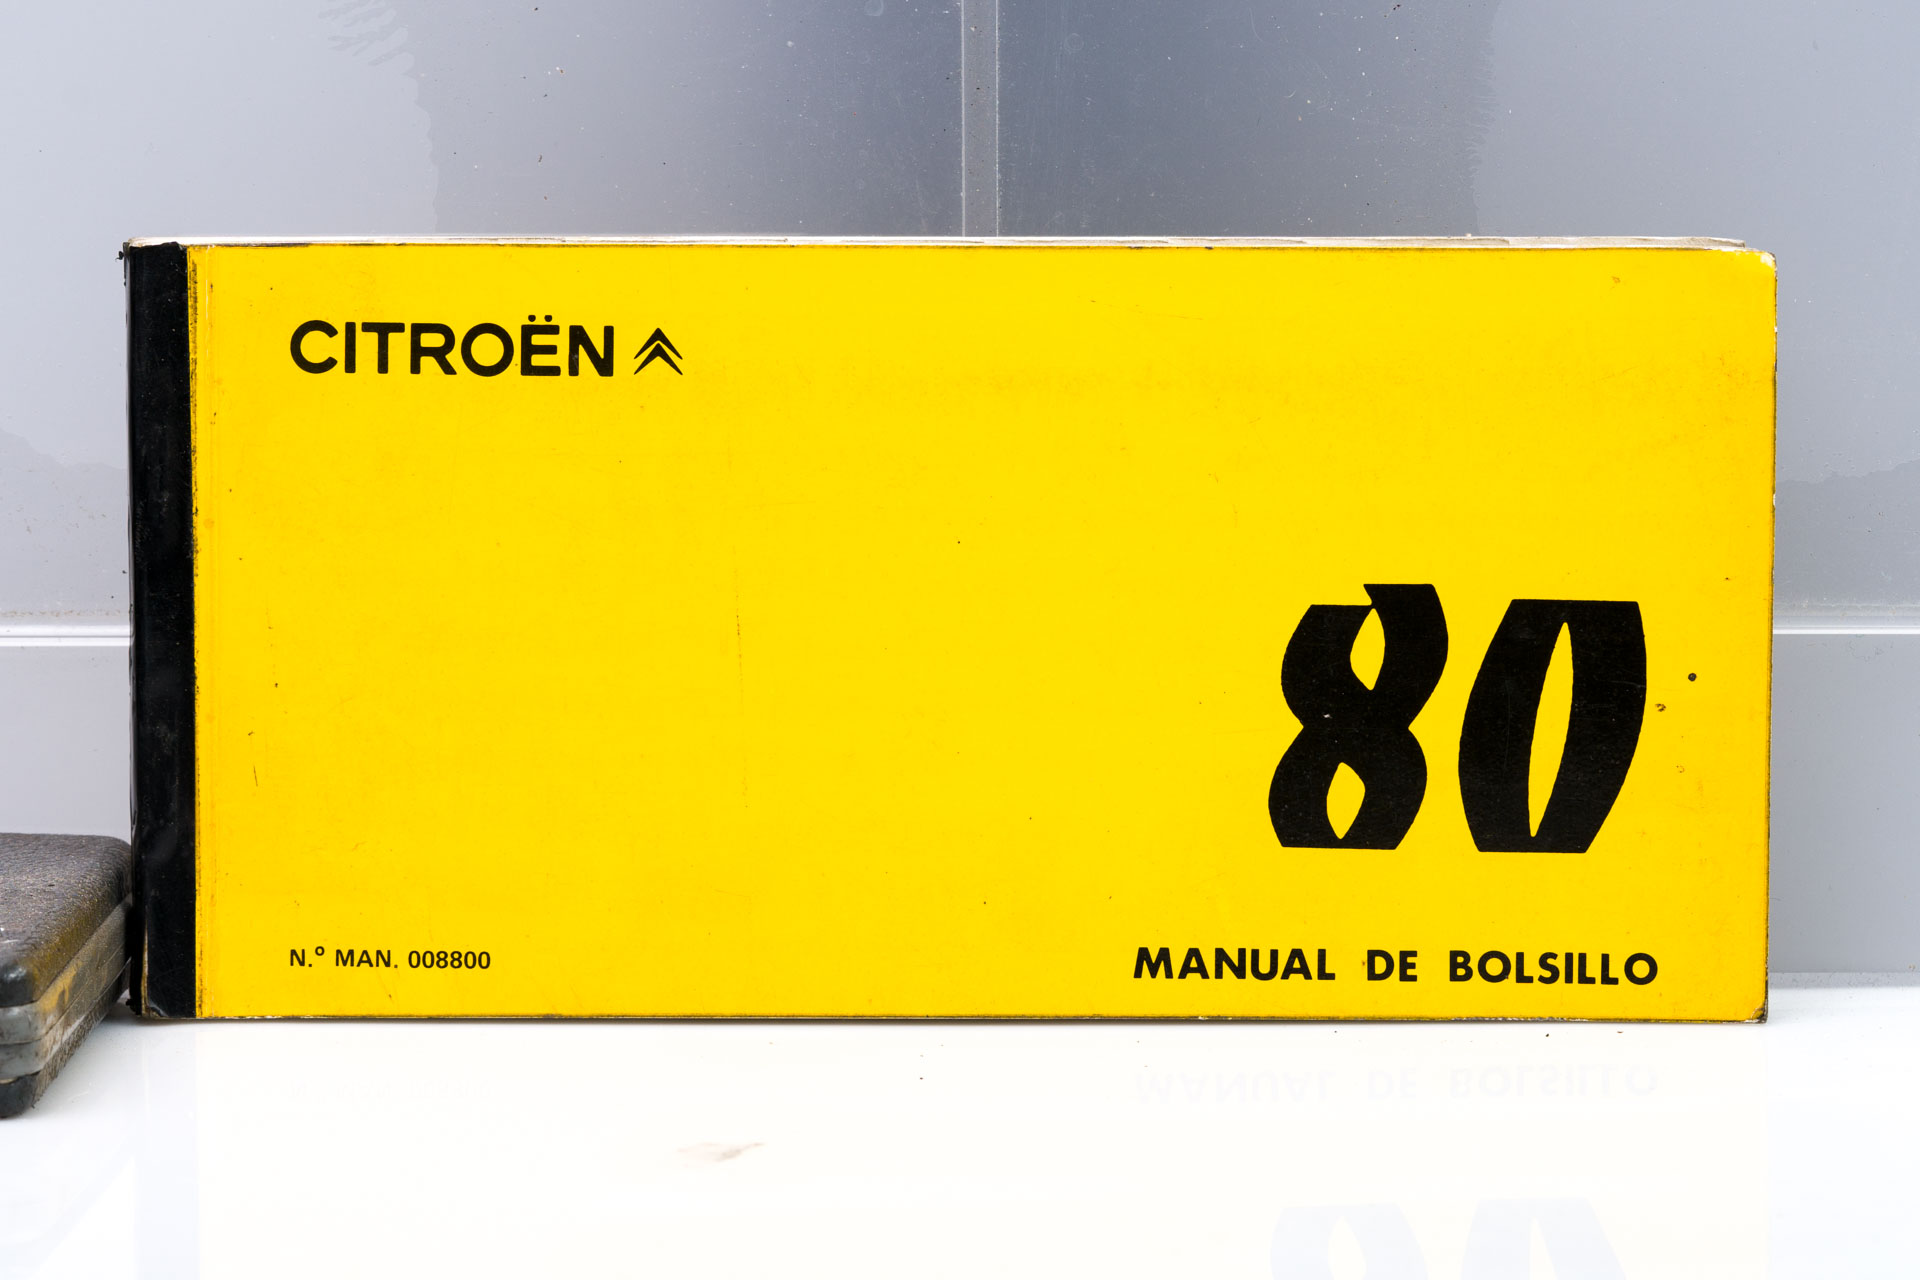 CITROËN
80
N.º MAN. 008800
MANUAL DE BOLSILLO